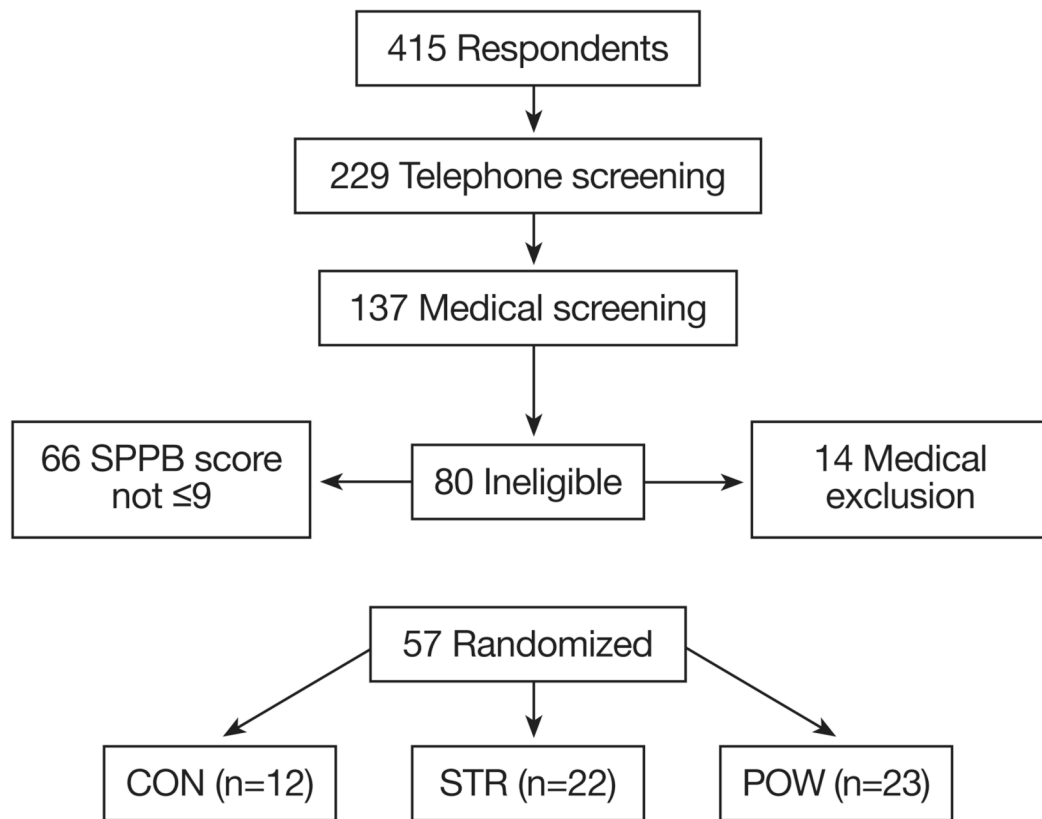 415 Respondents
229 Telephone screening
137 Medical screening
66 SPPB score
not ≤9
80 Ineligible
14 Medical
exclusion
57 Randomized
CON (n=12)
STR (n=22)
POW (n=23)